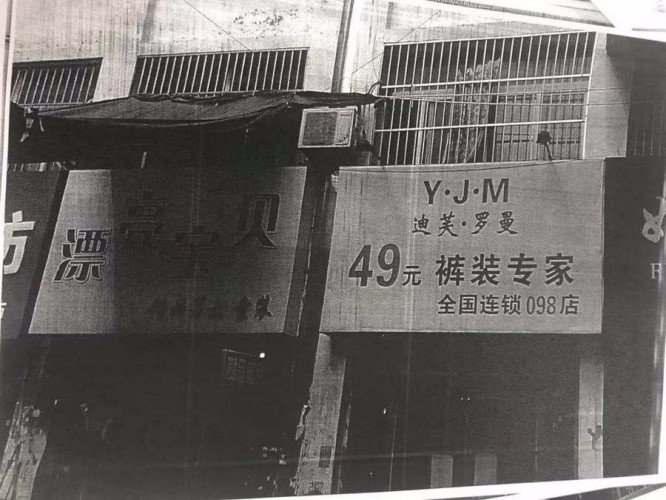 漂亮宝贝
Y·J·M
迪芙·罗曼
49元 裤装专家
全国连锁098店